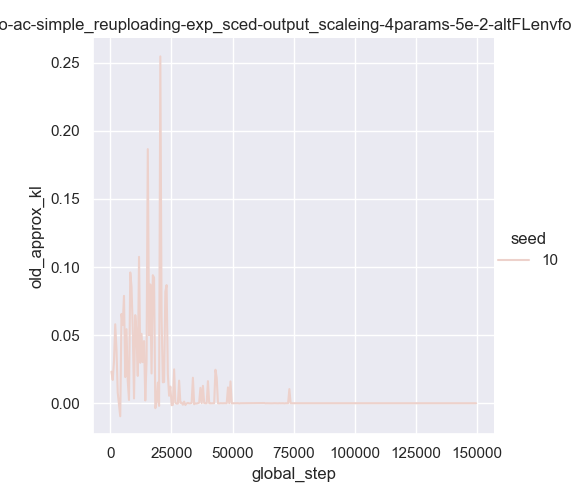 o-ac-simple_reuploading-exp_sced-output_scaleing-4params-5e-2-altFLenvfo
0.25
0.20
0.15
0.10
0.05
0.00
old_approx_kl
0 25000 50000 75000 100000 125000 150000
global_step
seed
10